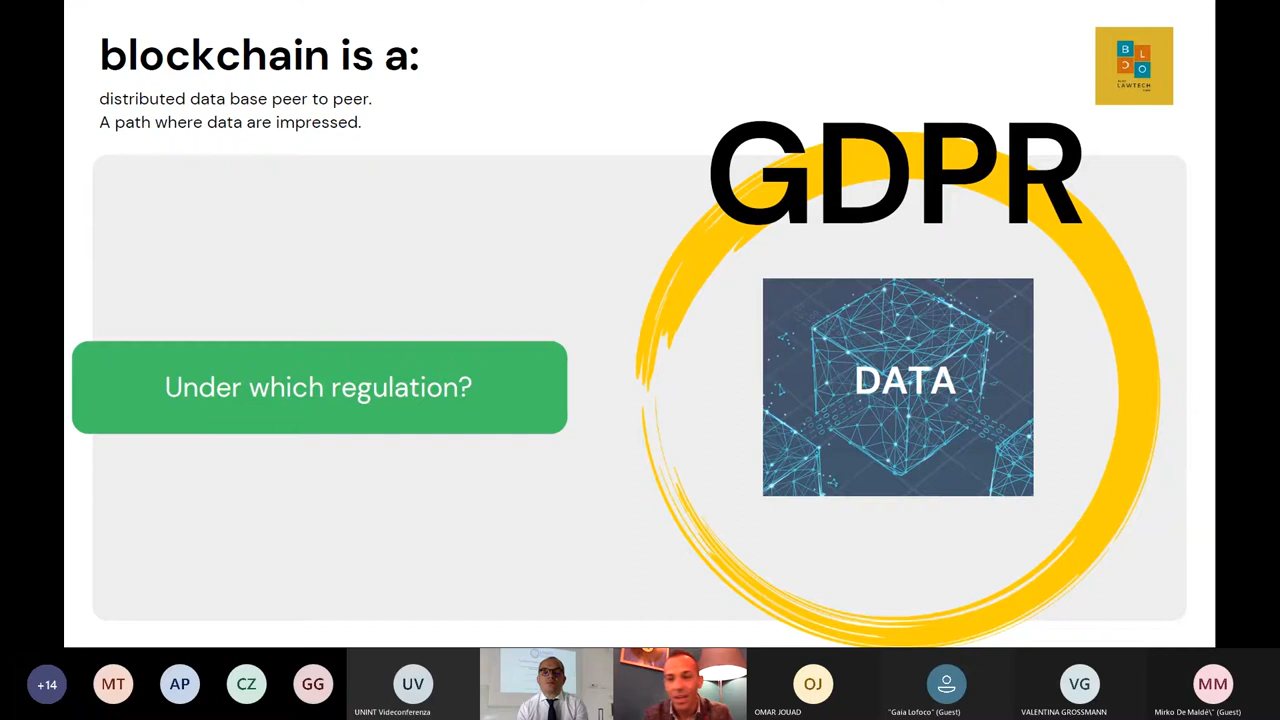 blockchain is a:
distributed data base peer to peer.
A path where data are impressed.
B L
C O
LAWTECH
GDPR
DATA
Under which regulation?
+14
MT
AP
CZ
GG
UV
UNINT Videoconferenza
OJ
OMAR JOUAD
"Gaia Lofoco" (Guest)
VG
VALENTINA GROSSMANN
MM
Mirko De Maldé\" (Guest)